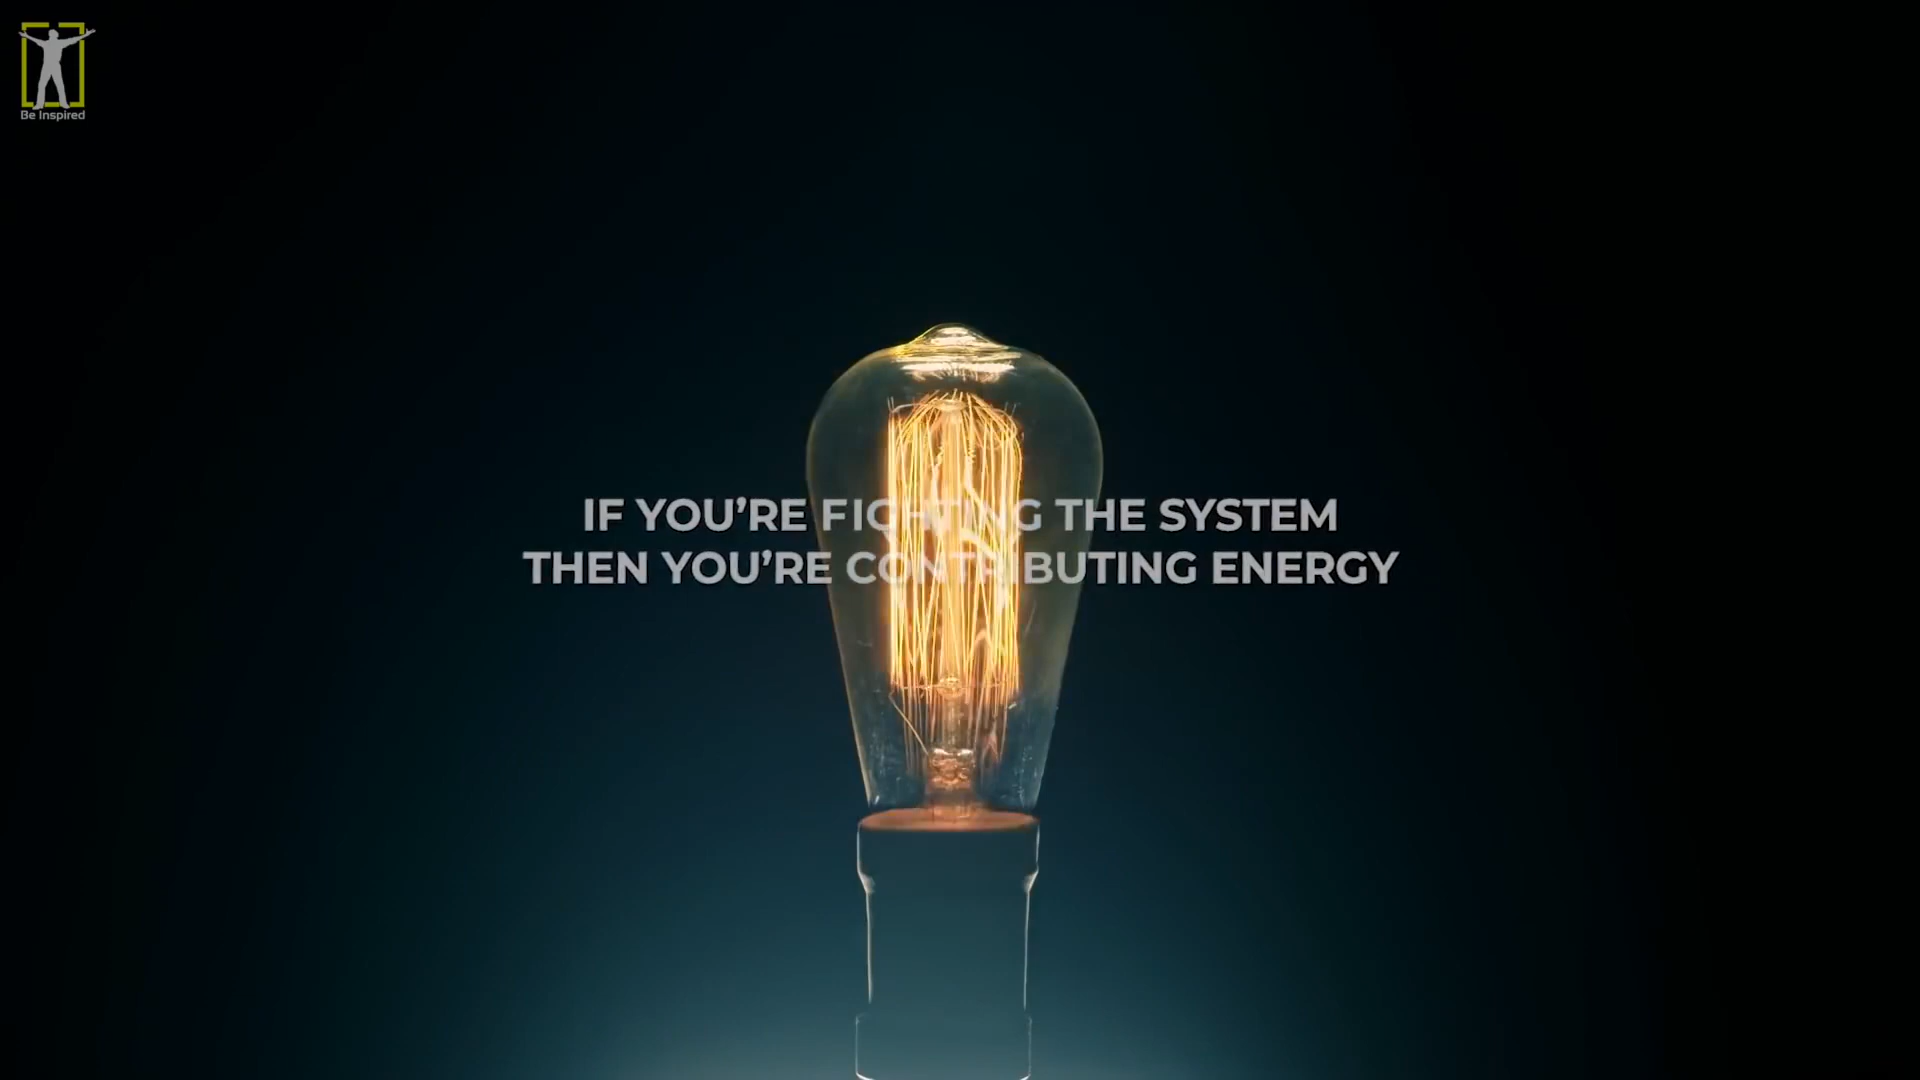 Be Inspired
IF YOU’RE FIGHTING THE SYSTEM
THEN YOU’RE CONTRIBUTING ENERGY